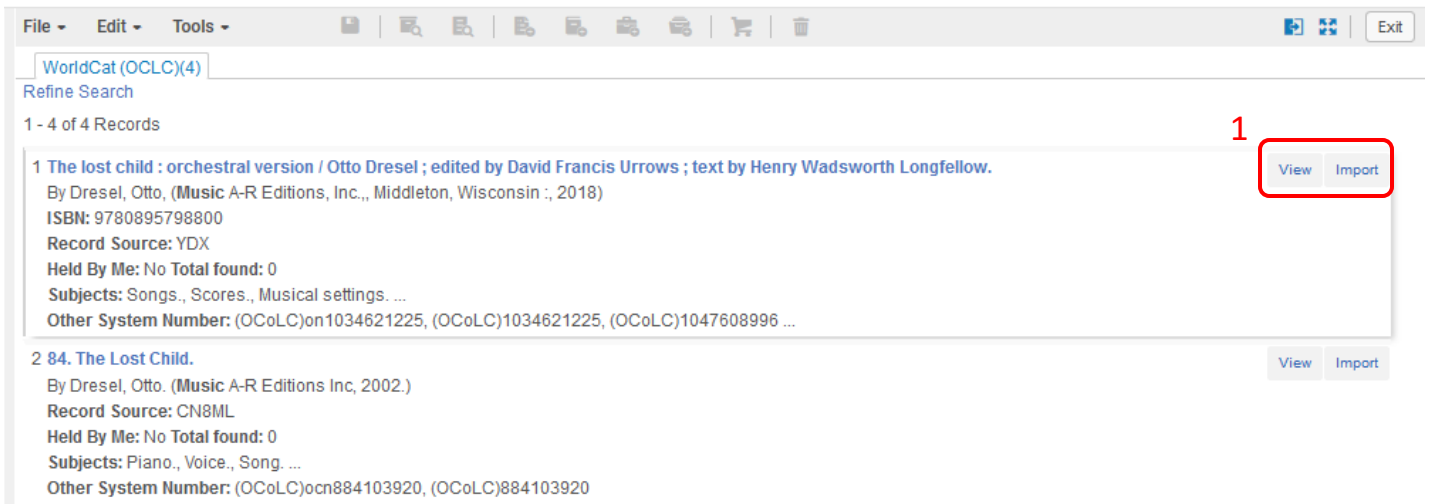 File Edit Tools Exit
WorldCat (OCLC)(4)
Refine Search
1 - 4 of 4 Records
1
1 The lost child : orchestral version / Otto Dresel ; edited by David Francis Urrows ; text by Henry Wadsworth Longfellow. View Import
By Dresel, Otto, (Music A-R Editions, Inc.,, Middleton, Wisconsin :, 2018)
ISBN: 9780895798800
Record Source: YDX
Held By Me: No Total found: 0
Subjects: Songs., Scores., Musical settings. ...
Other System Number: (OCoLC)on1034621225, (OCoLC)1034621225, (OCoLC)1047608996 ...
2 84. The Lost Child. View Import
By Dresel, Otto. (Music A-R Editions Inc, 2002.)
Record Source: CN8ML
Held By Me: No Total found: 0
Subjects: Piano., Voice., Song. ...
Other System Number: (OCoLC)ocn884103920, (OCoLC)884103920